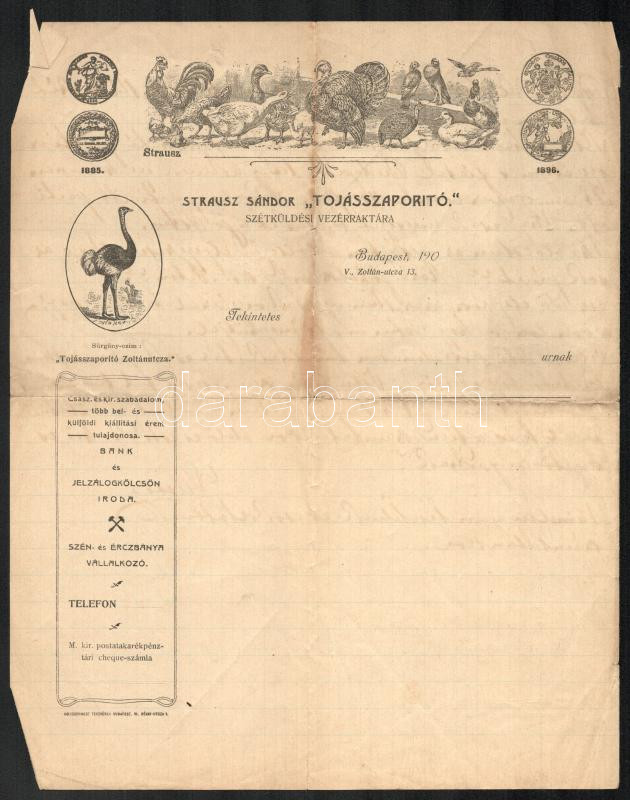 1885.
Strausz
1896.
STRAUSZ SÁNDOR „TOJÁSSZAPORITÓ.“
SZÉTKÜLDÉSI VEZÉRRAKTÁRA
Budapest, 190
V., Zoltán-utcza 13.
Tekintetes
urnak
Sürgöny-czim:
„Tojásszaporitó Zoltánutcza.“
Csász. és kir. szabadalom,
több bel- és
külföldi kiállitási érem
tulajdonosa.
BANK
és
JELZÁLOGKÖLCSÖN
IRODA.
SZÉN- és ÉRCZBÁNYA
VÁLLALKOZÓ.
TELEFON
M. kir. postatakarékpénz-
tári cheque-számla
darabanth